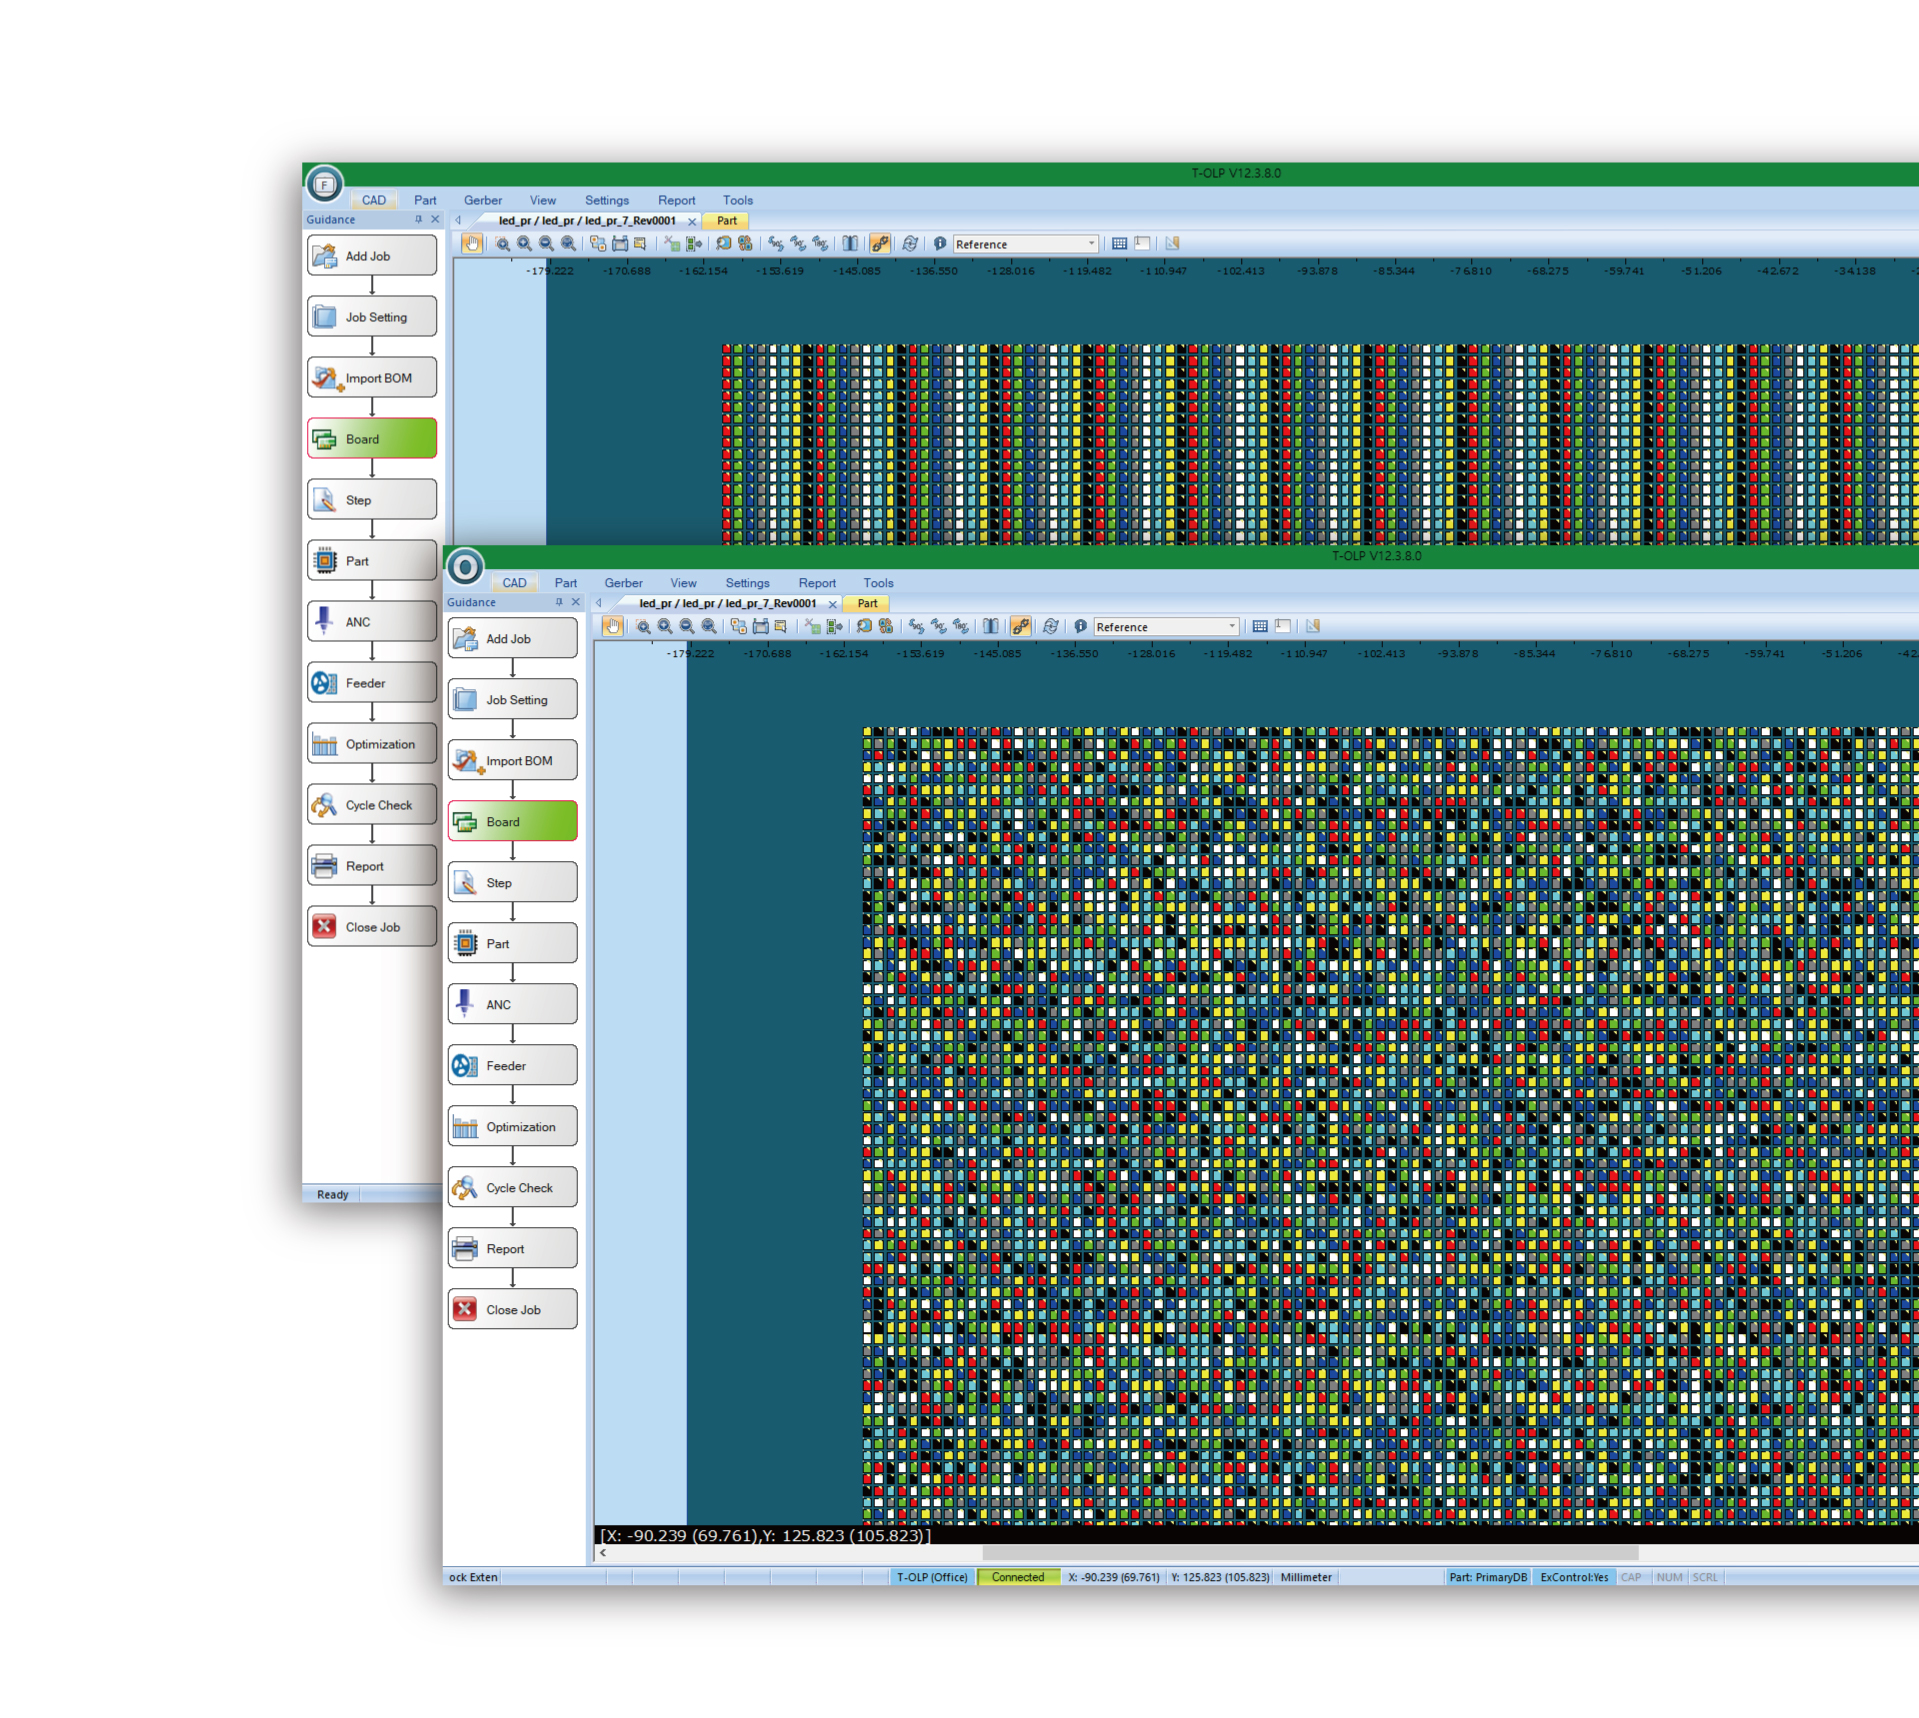 T-OLP V12.3.8.0
F
CAD Part Gerber View Settings Report Tools
Guidance
led_pr / led_pr / led_pr_7_Rev0001 Part
Reference
-179.222 -170.688 -162.154 -153.619 -145.085 -136.550 -128.016 -119.482 -110.947 -102.413 -93.878 -85.344 -76.810 -68.275 -59.741 -51.206 -42.672 -34.138
Add Job
Job Setting
Import BOM
Board
Step
Part
ANC
Feeder
Optimization
Cycle Check
Report
Close Job
Ready
T-OLP V12.3.8.0
CAD Part Gerber View Settings Report Tools
Guidance
led_pr / led_pr / led_pr_7_Rev0001 Part
Reference
-179.222 -170.688 -162.154 -153.619 -145.085 -136.550 -128.016 -119.482 -110.947 -102.413 -93.878 -85.344 -76.810 -68.275 -59.741 -51.206 -42.
Add Job
Job Setting
Import BOM
Board
Step
Part
ANC
Feeder
Optimization
Cycle Check
Report
Close Job
[X: -90.239 (69.761),Y: 125.823 (105.823)]
ock Exten T-OLP (Office) Connected X: -90.239 (69.761) Y: 125.823 (105.823) Millimeter Part: PrimaryDB ExControl:Yes CAP NUM SCRL